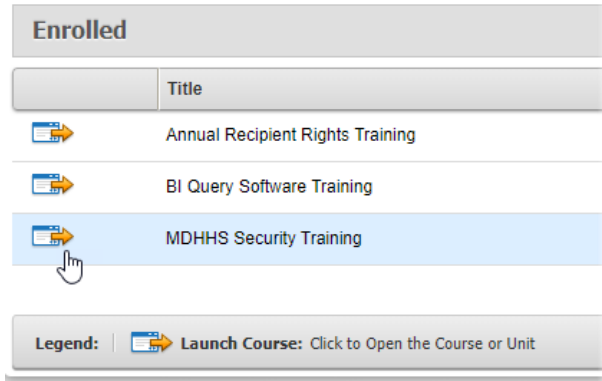 Enrolled
Title
Annual Recipient Rights Training
BI Query Software Training
MDHHS Security Training
Legend: Launch Course: Click to Open the Course or Unit